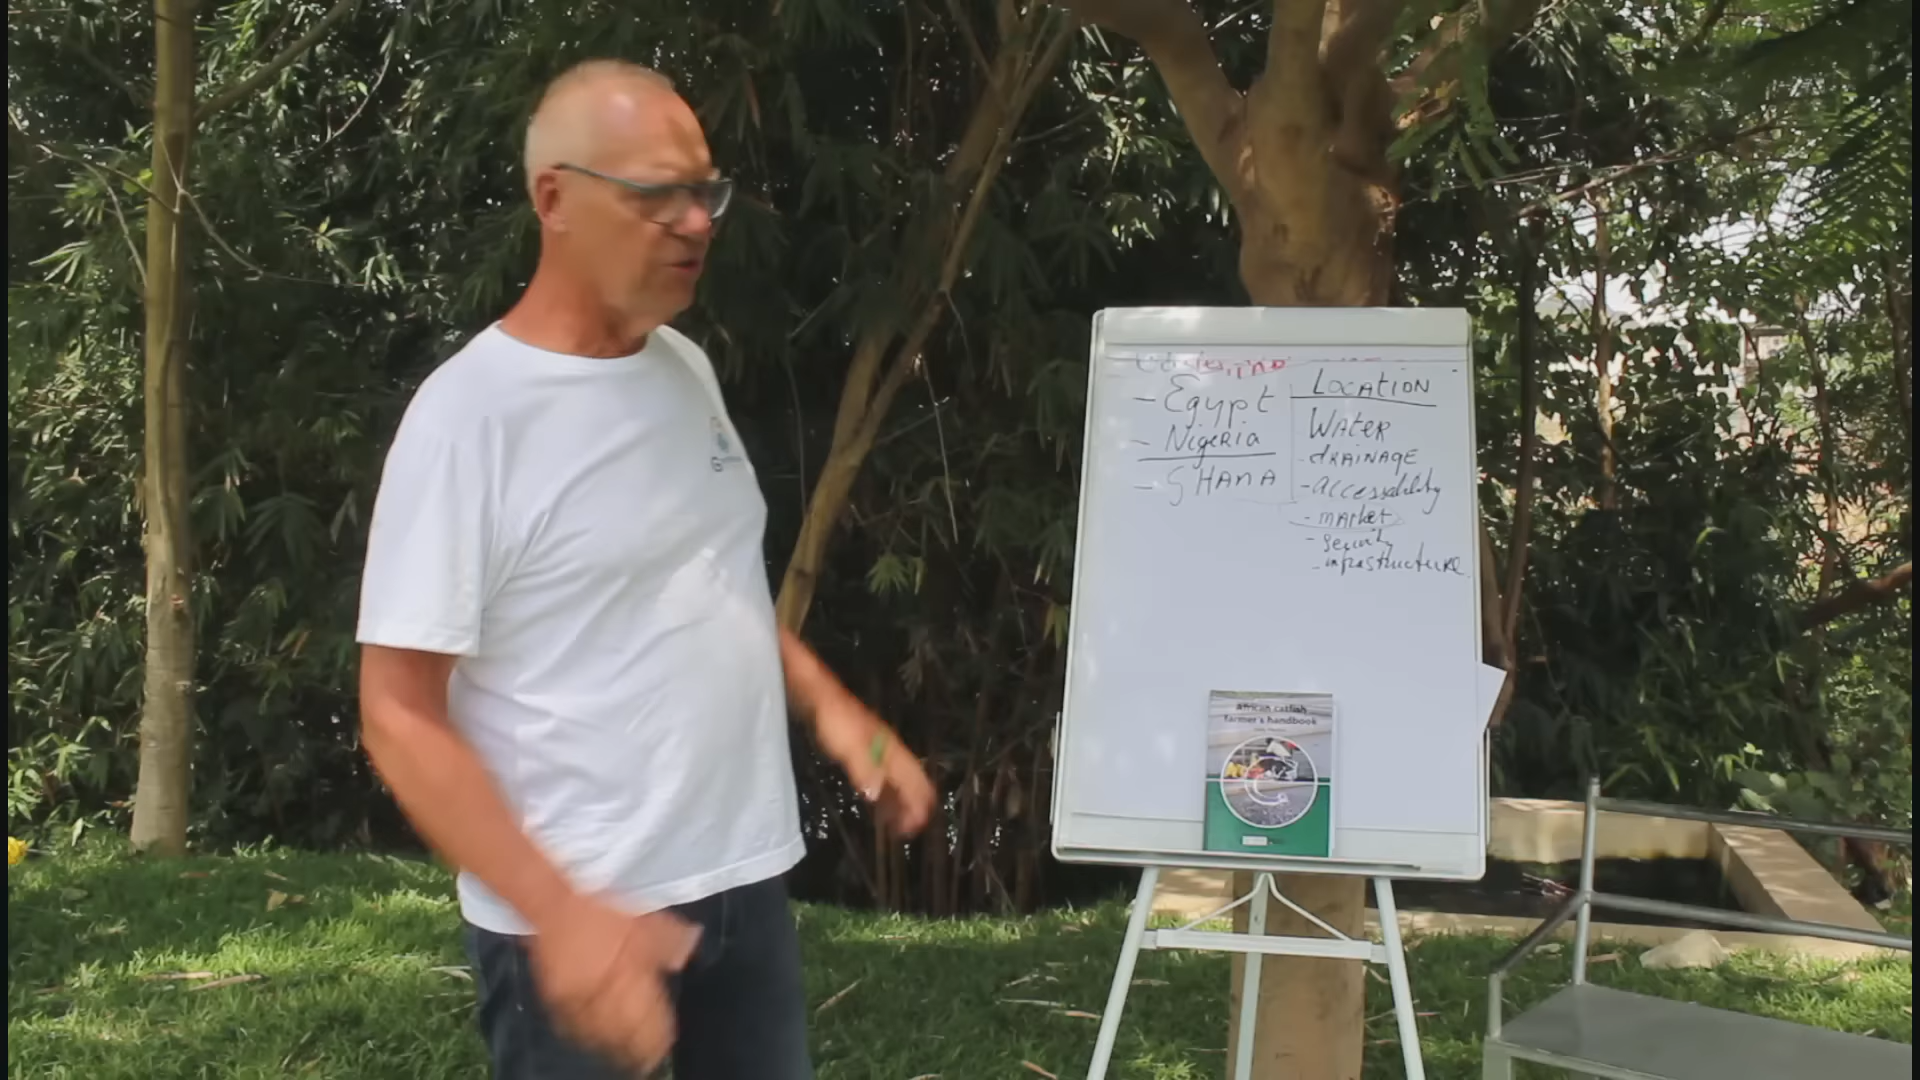 - Egypt
- Nigeria
- GHANA
LOCATION
WATER
- dRAINAGE
- accessability
- market
- security
- infrastructure
African catfish
farmer's handbook